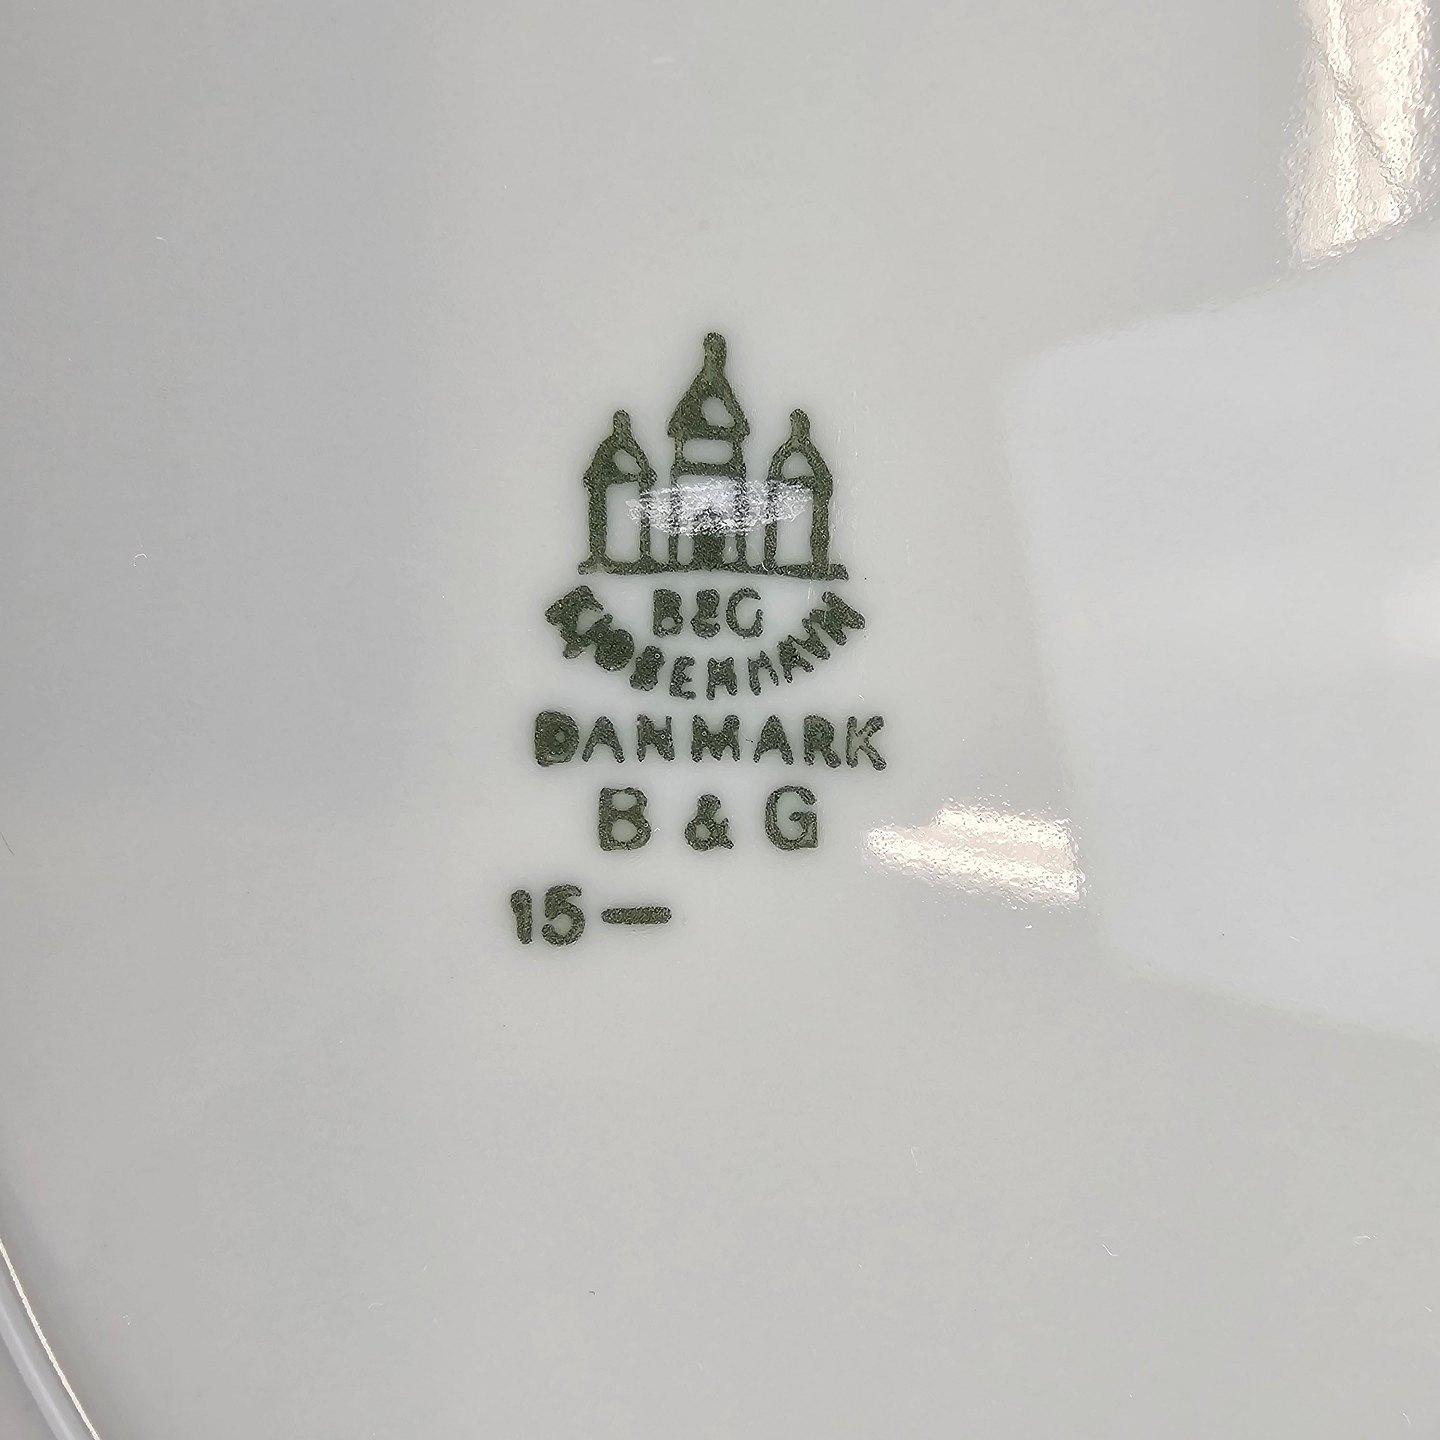 B&G
KJØBENHAVN
DANMARK
B & G
15 —